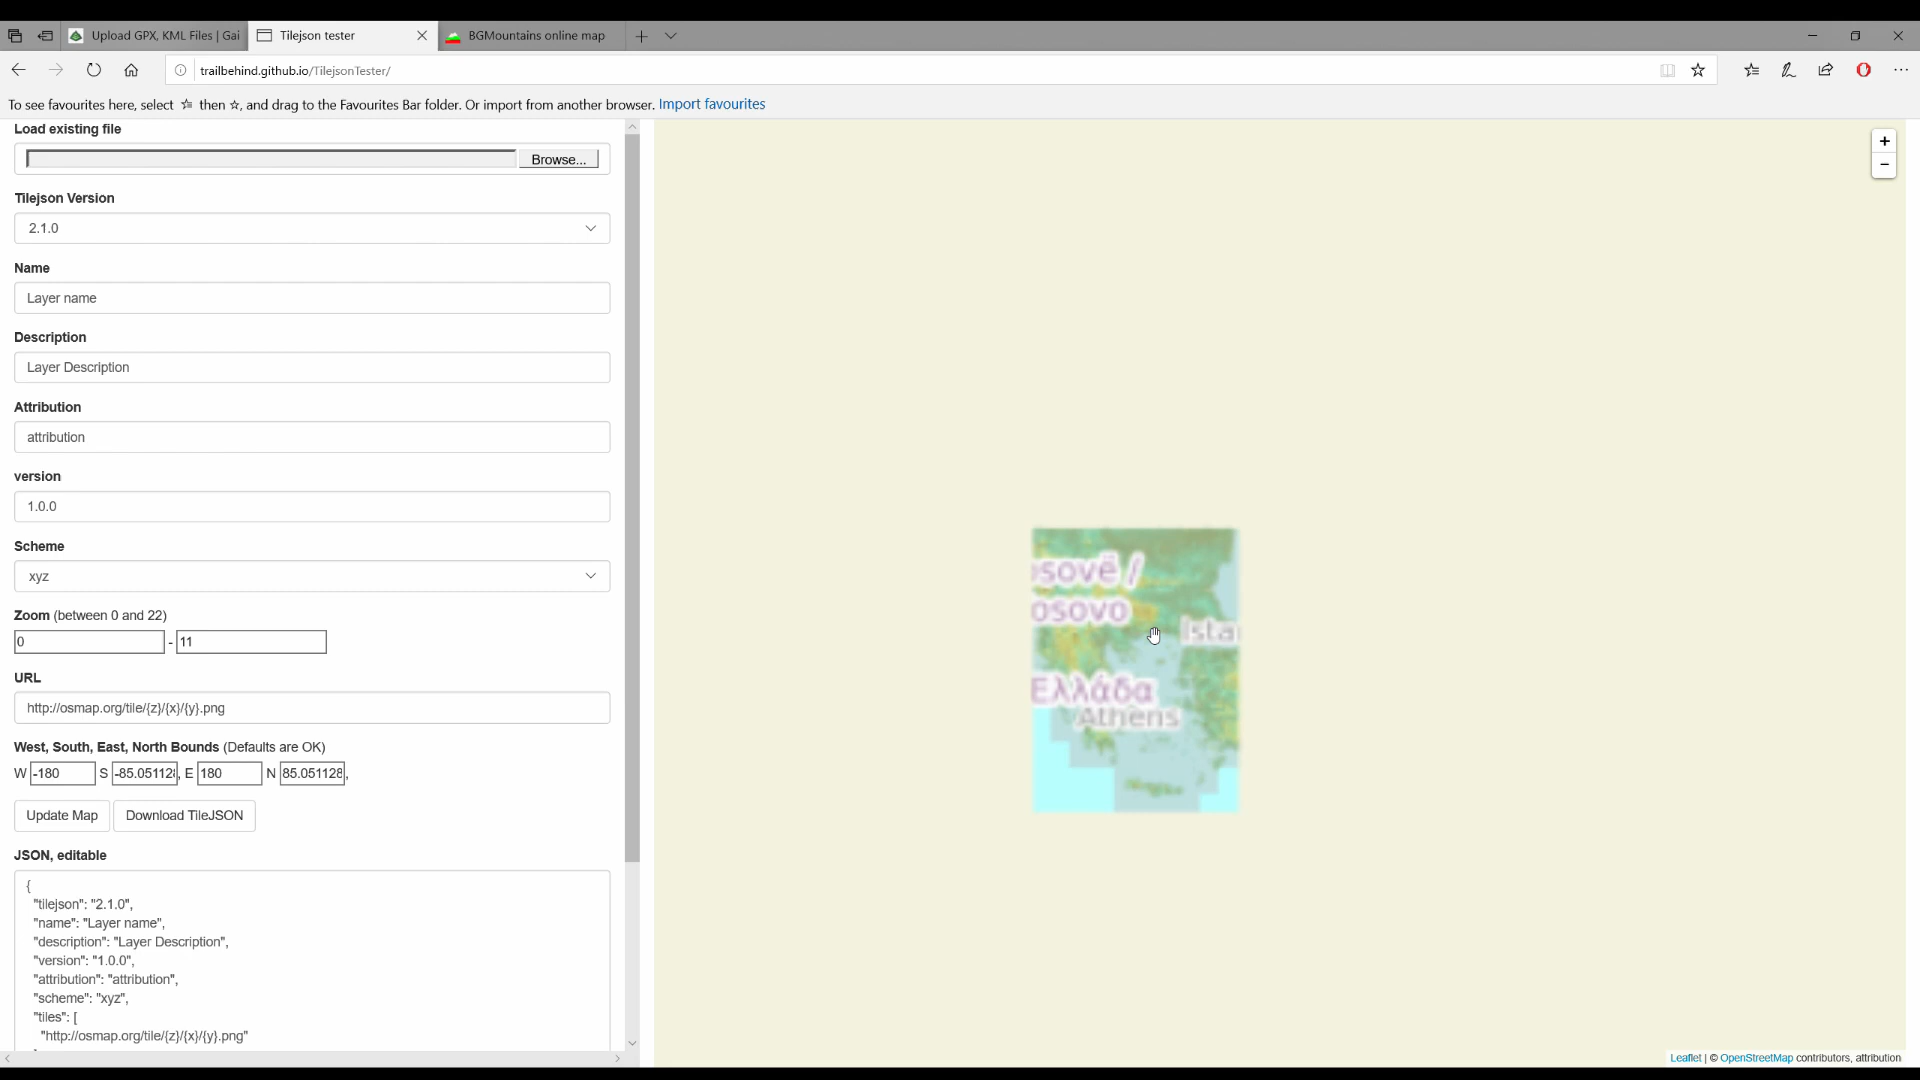 Upload GPX, KML Files | Gai
Tilejson tester
BGMountains online map
trailbehind.github.io/TilejsonTester/
To see favourites here, select then ☆, and drag to the Favourites Bar folder. Or import from another browser. Import favourites
Load existing file
Browse...
Tilejson Version
2.1.0
Name
Layer name
Description
Layer Description
Attribution
attribution
version
1.0.0
Scheme
xyz
Zoom (between 0 and 22)
0 - 11
URL
http://osmap.org/tile/{z}/{x}/{y}.png
West, South, East, North Bounds (Defaults are OK)
W -180 S -85.051128, E 180 N 85.051128,
Update Map Download TileJSON
JSON, editable
{
"tilejson": "2.1.0",
"name": "Layer name",
"description": "Layer Description",
"version": "1.0.0",
"attribution": "attribution",
"scheme": "xyz",
"tiles": [
"http://osmap.org/tile/{z}/{x}/{y}.png"
+
−
osovë /
osovo
Ista
Ελλάδα
Athens
Leaflet | © OpenStreetMap contributors, attribution